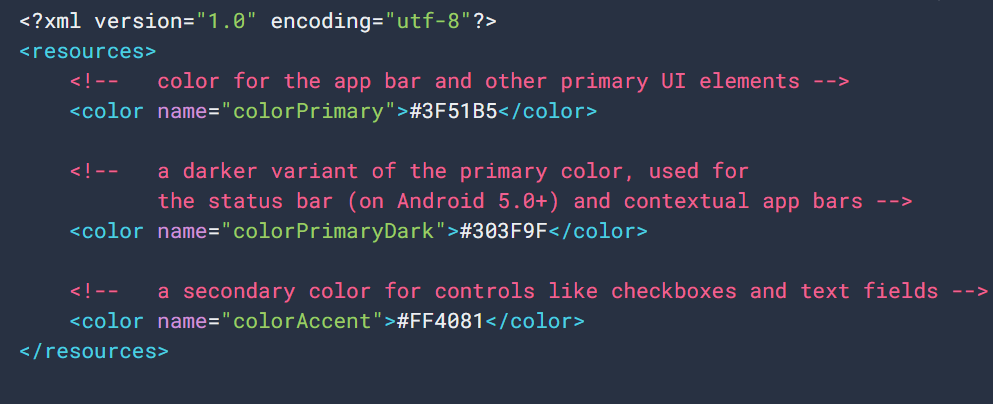 <?xml version="1.0" encoding="utf-8"?>
<resources>
    <!--   color for the app bar and other primary UI elements -->
    <color name="colorPrimary">#3F51B5</color>

    <!--   a darker variant of the primary color, used for
           the status bar (on Android 5.0+) and contextual app bars -->
    <color name="colorPrimaryDark">#303F9F</color>

    <!--   a secondary color for controls like checkboxes and text fields -->
    <color name="colorAccent">#FF4081</color>
</resources>